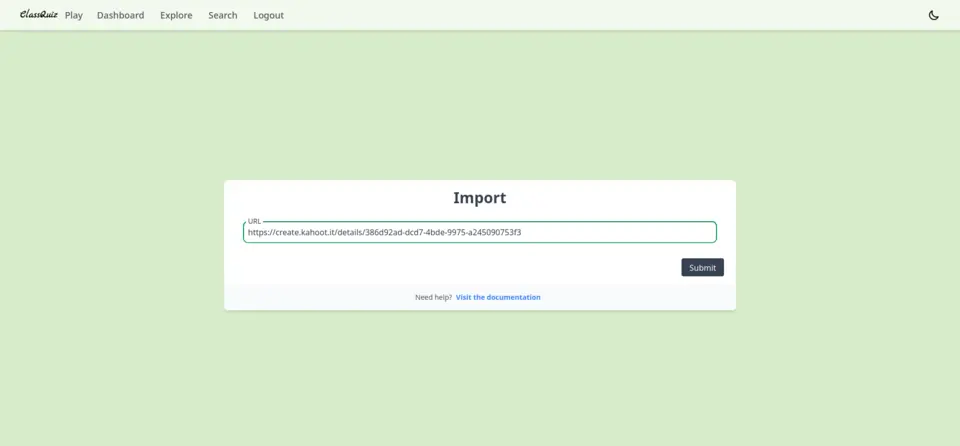 ClassQuiz Play Dashboard Explore Search Logout
Import
URL
https://create.kahoot.it/details/386d92ad-dcd7-4bde-9975-a245090753f3
Submit
Need help? Visit the documentation